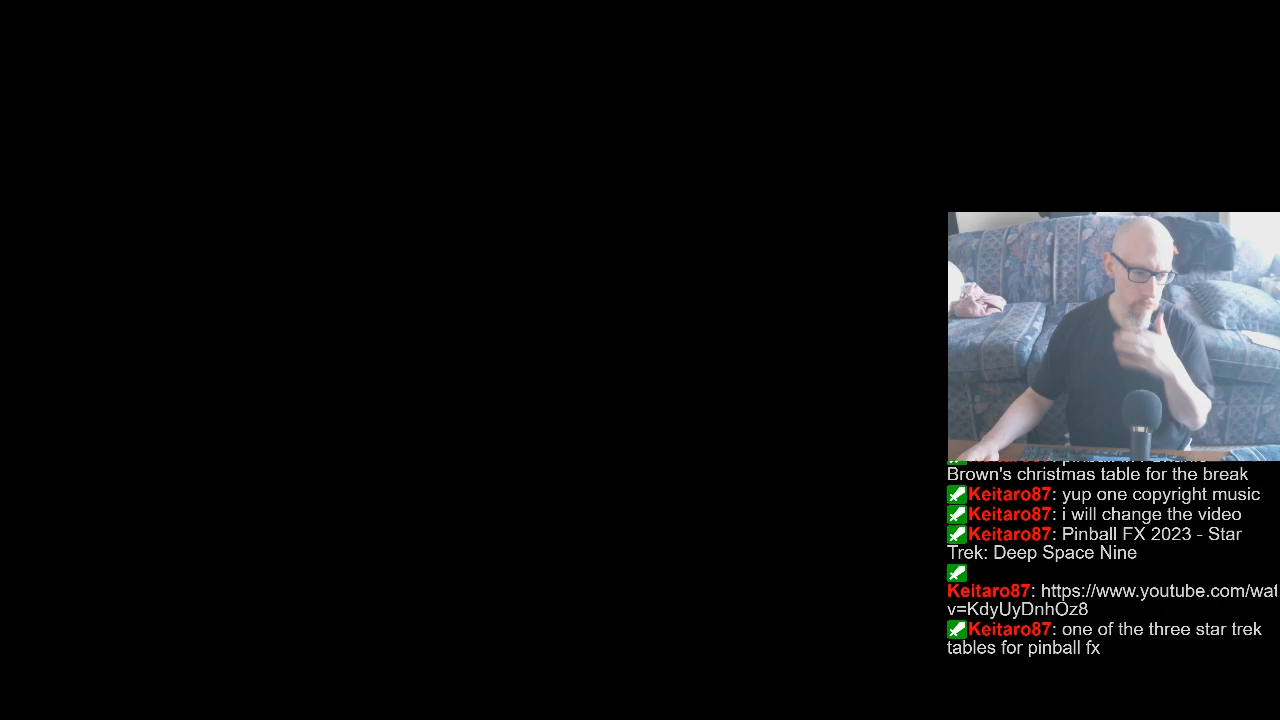 Brown's christmas table for the break
Keitaro87: yup one copyright music
Keitaro87: i will change the video
Keitaro87: Pinball FX 2023 - Star
Trek: Deep Space Nine
Keitaro87: https://www.youtube.com/wat
v=KdyUyDnhOz8
Keitaro87: one of the three star trek
tables for pinball fx